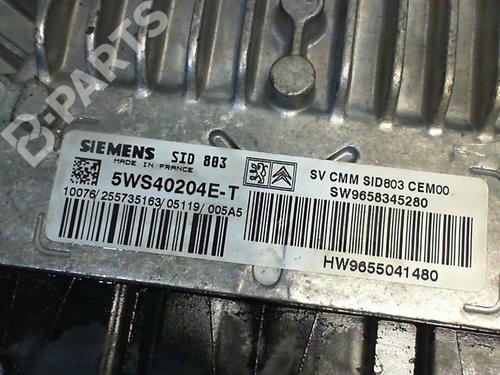 B-PARTS
SIEMENS SID 803
MADE IN FRANCE
5WS40204E-T
10076/255735163/05119/005A5
SV CMM SID803 CEM00
SW9658345280
HW9655041480